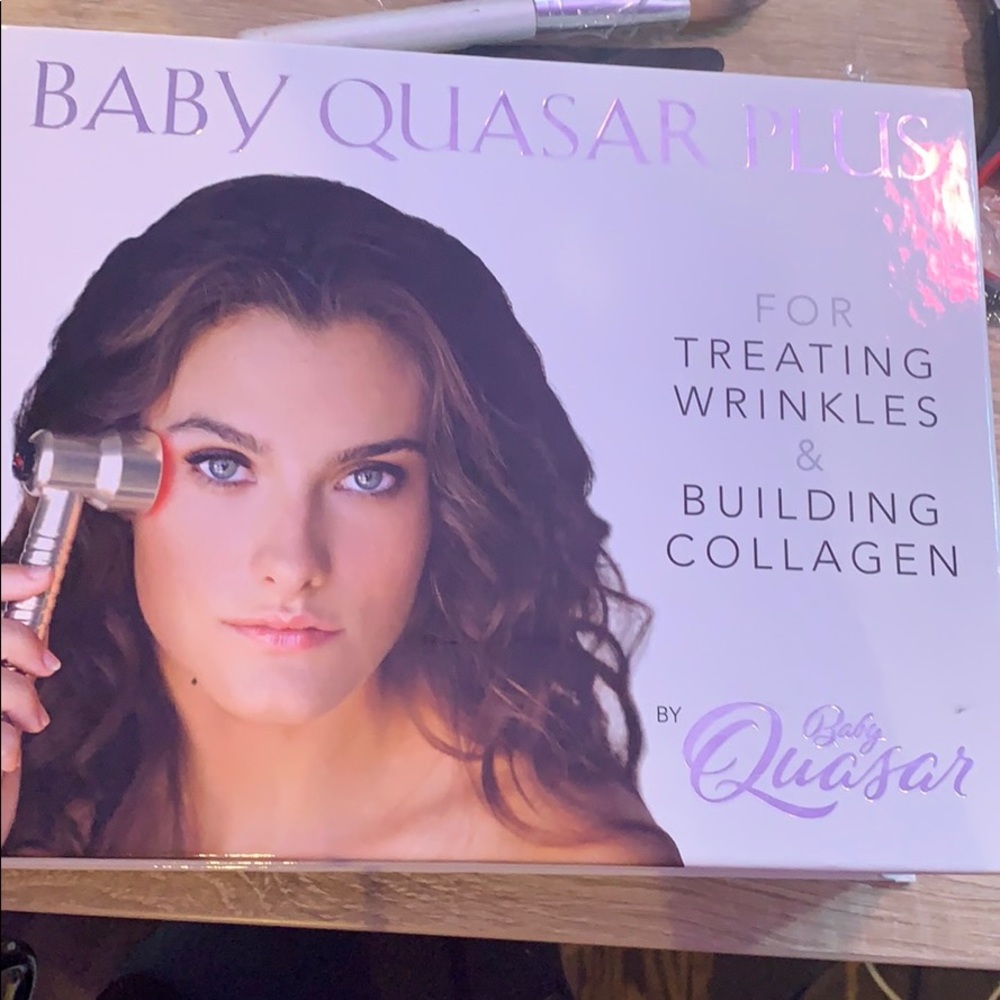 BABY QUASAR PLUS
FOR
TREATING
WRINKLES
&
BUILDING
COLLAGEN
BY
Baby
Quasar